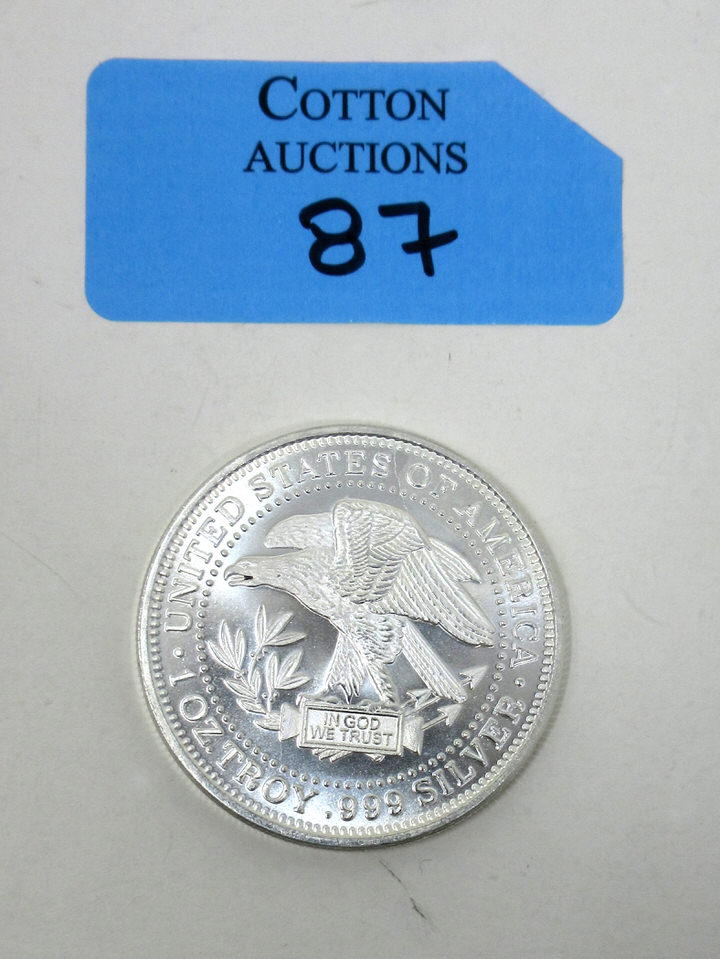 COTTON
AUCTIONS
87
· UNITED STATES OF AMERICA ·
IN GOD
WE TRUST
1 OZ TROY .999 SILVER